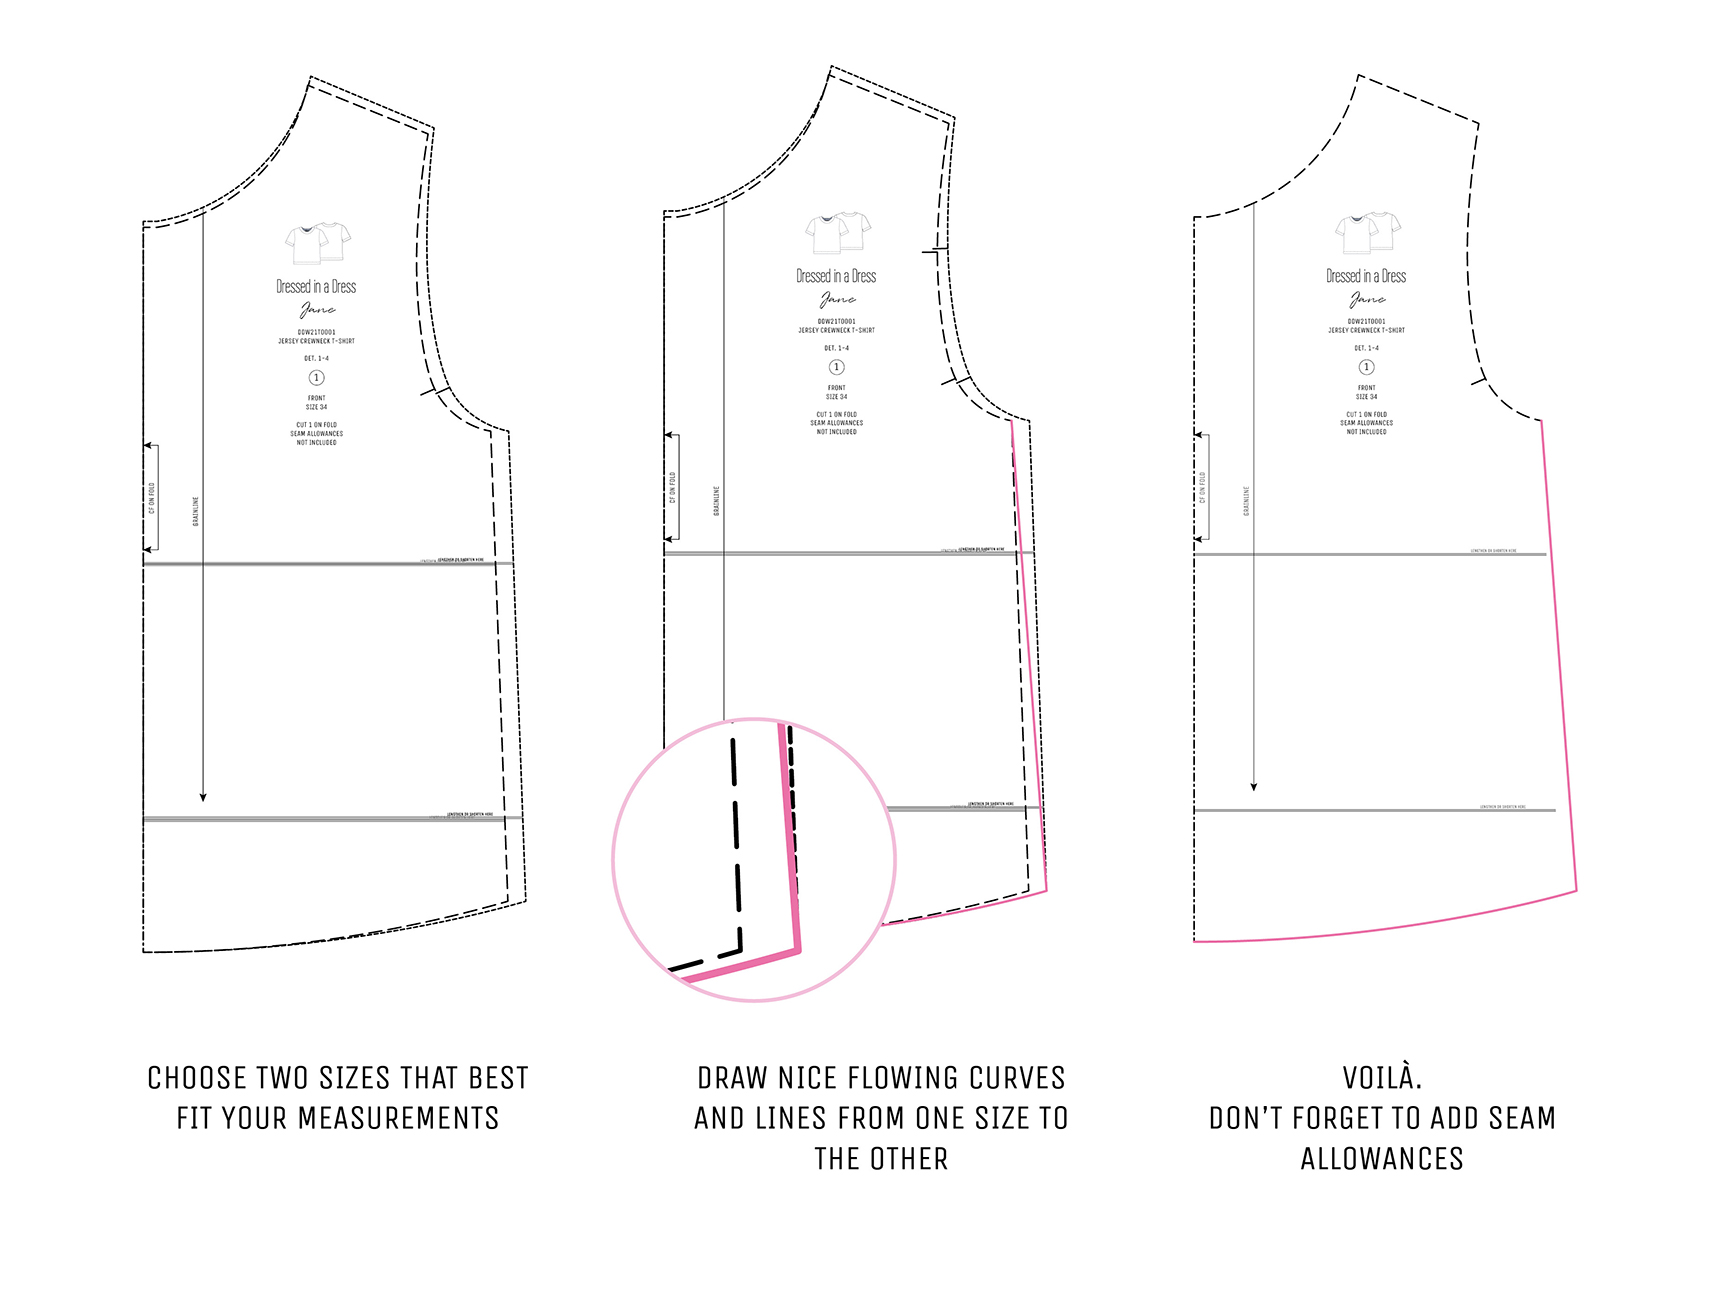 Dressed in a Dress
Jane
DDW21T0001
JERSEY CREWNECK T-SHIRT
DET. 1-4
1
FRONT
SIZE 34
CUT 1 ON FOLD
SEAM ALLOWANCES
NOT INCLUDED
CF ON FOLD
GRAINLINE
LENGTHEN OR SHORTEN HERE
LENGTHEN OR SHORTEN HERE
CHOOSE TWO SIZES THAT BEST
FIT YOUR MEASUREMENTS
Dressed in a Dress
Jane
DDW21T0001
JERSEY CREWNECK T-SHIRT
DET. 1-4
1
FRONT
SIZE 34
CUT 1 ON FOLD
SEAM ALLOWANCES
NOT INCLUDED
CF ON FOLD
GRAINLINE
LENGTHEN OR SHORTEN HERE
LENGTHEN OR SHORTEN HERE
DRAW NICE FLOWING CURVES
AND LINES FROM ONE SIZE TO
THE OTHER
Dressed in a Dress
Jane
DDW21T0001
JERSEY CREWNECK T-SHIRT
DET. 1-4
1
FRONT
SIZE 34
CUT 1 ON FOLD
SEAM ALLOWANCES
NOT INCLUDED
CF ON FOLD
GRAINLINE
LENGTHEN OR SHORTEN HERE
LENGTHEN OR SHORTEN HERE
VOILÀ.
DON'T FORGET TO ADD SEAM
ALLOWANCES